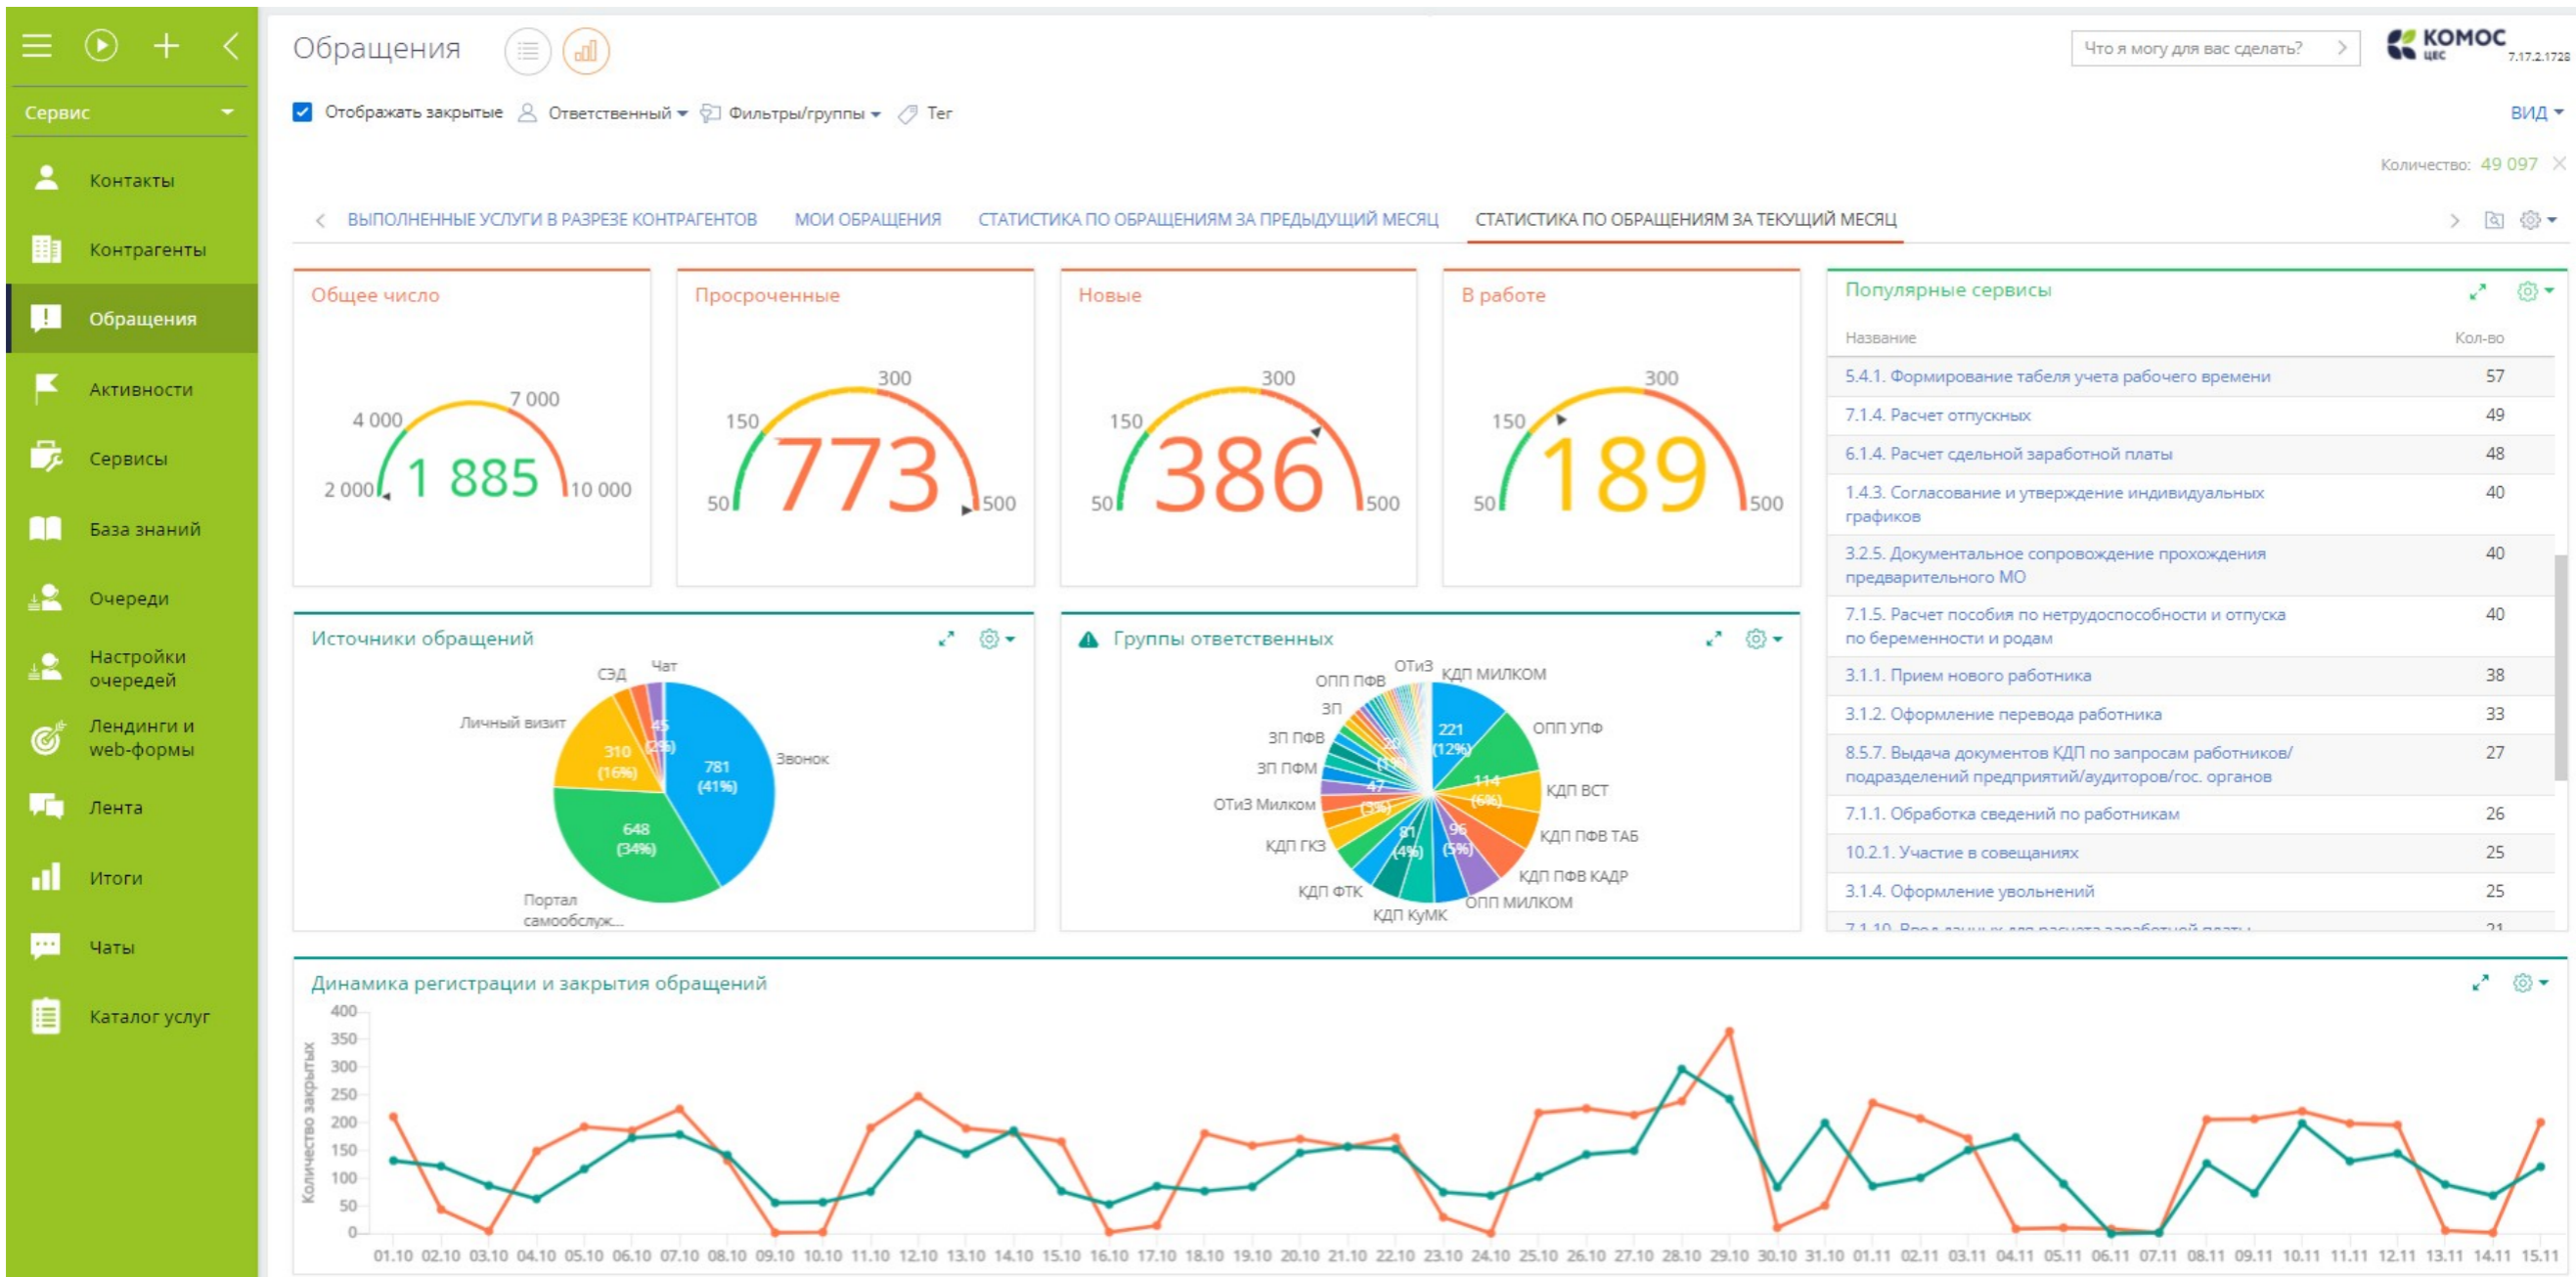 Обращения
Что я могу для вас сделать?
КОМОС
ЦЕС
7.17.2.1728
Сервис
Отображать закрытые
Ответственный
Фильтры/группы
Тег
ВИД
Количество: 49 097
Контакты
Контрагенты
Обращения
Активности
Сервисы
База знаний
Очереди
Настройки
очередей
Лендинги и
web-формы
Лента
Итоги
Чаты
Каталог услуг
ВЫПОЛНЕННЫЕ УСЛУГИ В РАЗРЕЗЕ КОНТРАГЕНТОВ
МОИ ОБРАЩЕНИЯ
СТАТИСТИКА ПО ОБРАЩЕНИЯМ ЗА ПРЕДЫДУЩИЙ МЕСЯЦ
СТАТИСТИКА ПО ОБРАЩЕНИЯМ ЗА ТЕКУЩИЙ МЕСЯЦ
Общее число
2 000
4 000
7 000
10 000
1 885
Просроченные
50
150
300
500
773
Новые
50
150
300
500
386
В работе
50
150
300
500
189
Популярные сервисы
Название Кол-во
5.4.1. Формирование табеля учета рабочего времени 57
7.1.4. Расчет отпускных 49
6.1.4. Расчет сдельной заработной платы 48
1.4.3. Согласование и утверждение индивидуальных 40
графиков
3.2.5. Документальное сопровождение прохождения 40
предварительного МО
7.1.5. Расчет пособия по нетрудоспособности и отпуска 40
по беременности и родам
3.1.1. Прием нового работника 38
3.1.2. Оформление перевода работника 33
8.5.7. Выдача документов КДП по запросам работников/ 27
подразделений предприятий/аудиторов/гос. органов
7.1.1. Обработка сведений по работникам 26
10.2.1. Участие в совещаниях 25
3.1.4. Оформление увольнений 25
7.1.10. Ввод данных для расчета заработной платы 21
Источники обращений
СЭД
Чат
Личный визит
Звонок
Портал
самообслуж...
45
(2%)
310
(16%)
781
(41%)
648
(34%)
Группы ответственных
ОТиЗ
КДП МИЛКОМ
ОПП ПФВ
ЗП
ОПП УПФ
ЗП ПФВ
ЗП ПФМ
КДП ВСТ
ОТиЗ Милком
КДП ПФВ ТАБ
КДП ГКЗ
КДП ПФВ КАДР
КДП ФТК
ОПП МИЛКОМ
КДП КуМК
221
(12%)
20
(1%)
114
(6%)
47
(3%)
96
(5%)
81
(4%)
Динамика регистрации и закрытия обращений
Количество закрытых
400
350
300
250
200
150
100
50
0
01.10 02.10 03.10 04.10 05.10 06.10 07.10 08.10 09.10 10.10 11.10 12.10 13.10 14.10 15.10 16.10 17.10 18.10 19.10 20.10 21.10 22.10 23.10 24.10 25.10 26.10 27.10 28.10 29.10 30.10 31.10 01.11 02.11 03.11 04.11 05.11 06.11 07.11 08.11 09.11 10.11 11.11 12.11 13.11 14.11 15.11